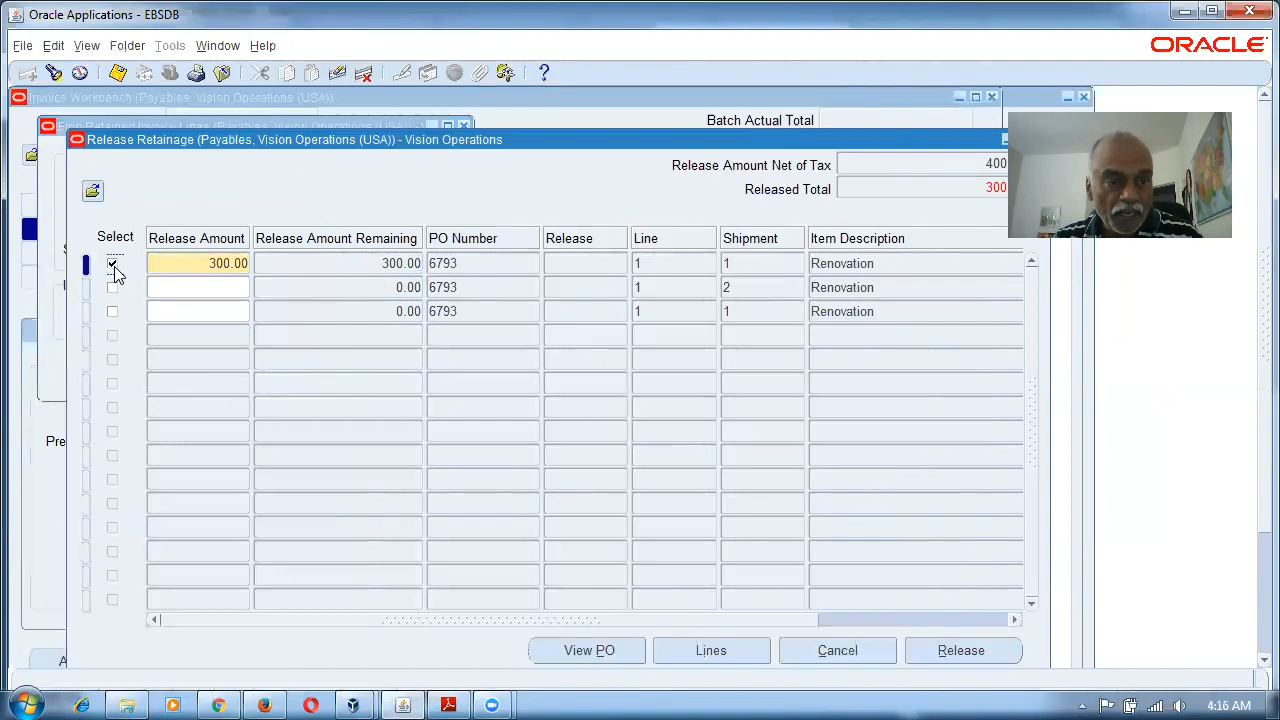 Oracle Applications - EBSDB
File Edit View Folder Tools Window Help
ORACLE
Invoice Workbench (Payables, Vision Operations (USA))
Batch Actual Total
Release Retainage (Payables, Vision Operations (USA)) - Vision Operations
Release Amount Net of Tax 400
Released Total 300
Select Release Amount Release Amount Remaining PO Number Release Line Shipment Item Description
300.00 300.00 6793 1 1 Renovation
0.00 6793 1 2 Renovation
0.00 6793 1 1 Renovation
Pre
View PO Lines Cancel Release
A
4:16 AM